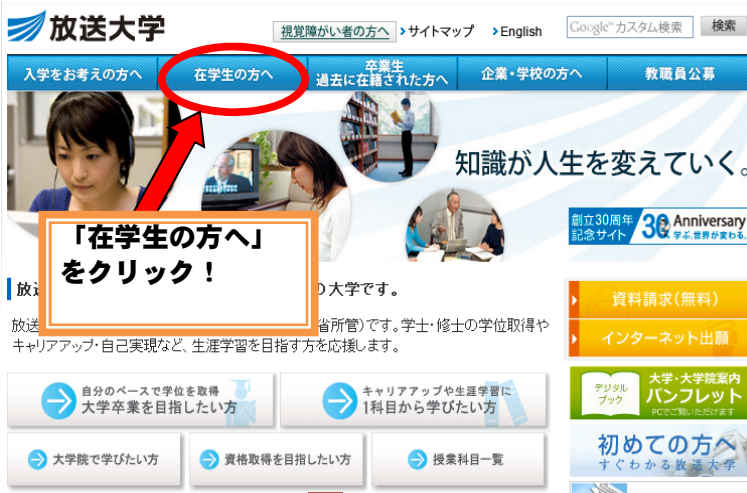 放送大学
視覚障がい者の方へ
サイトマップ
English
Google™カスタム検索
検索
入学をお考えの方へ
在学生の方へ
卒業生
過去に在籍された方へ
企業・学校の方へ
教職員公募
知識が人生を変えていく。
創立30周年
記念サイト
30 Anniversary
学ぶ、世界が変わる。
「在学生の方へ」
をクリック！
大学です。
省所管)です。学士・修士の学位取得や
キャリアアップ・自己実現など、生涯学習を目指す方を応援します。
資料請求(無料)
インターネット出願
自分のペースで学位を取得
大学卒業を目指したい方
キャリアアップや生涯学習に
1科目から学びたい方
デジタル
ブック
大学・大学院案内
パンフレット
PCでご覧いただけます
大学院で学びたい方
資格取得を目指したい方
授業科目一覧
初めての方へ
すぐわかる放送大学